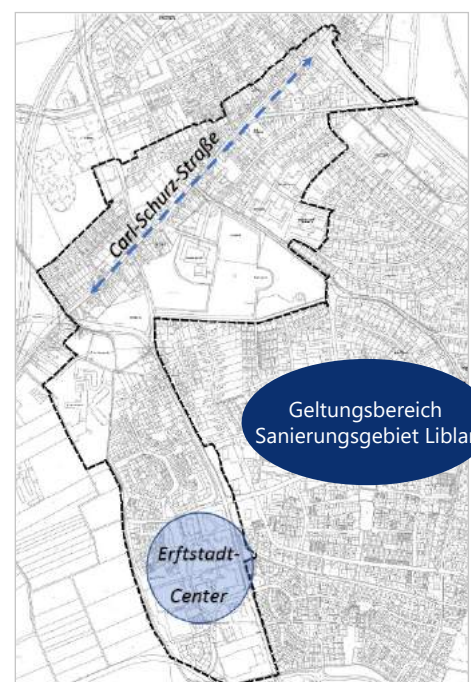 Carl-Schurz-Straße
Geltungsbereich
Sanierungsgebiet Liblar
Erftstadt-
Center